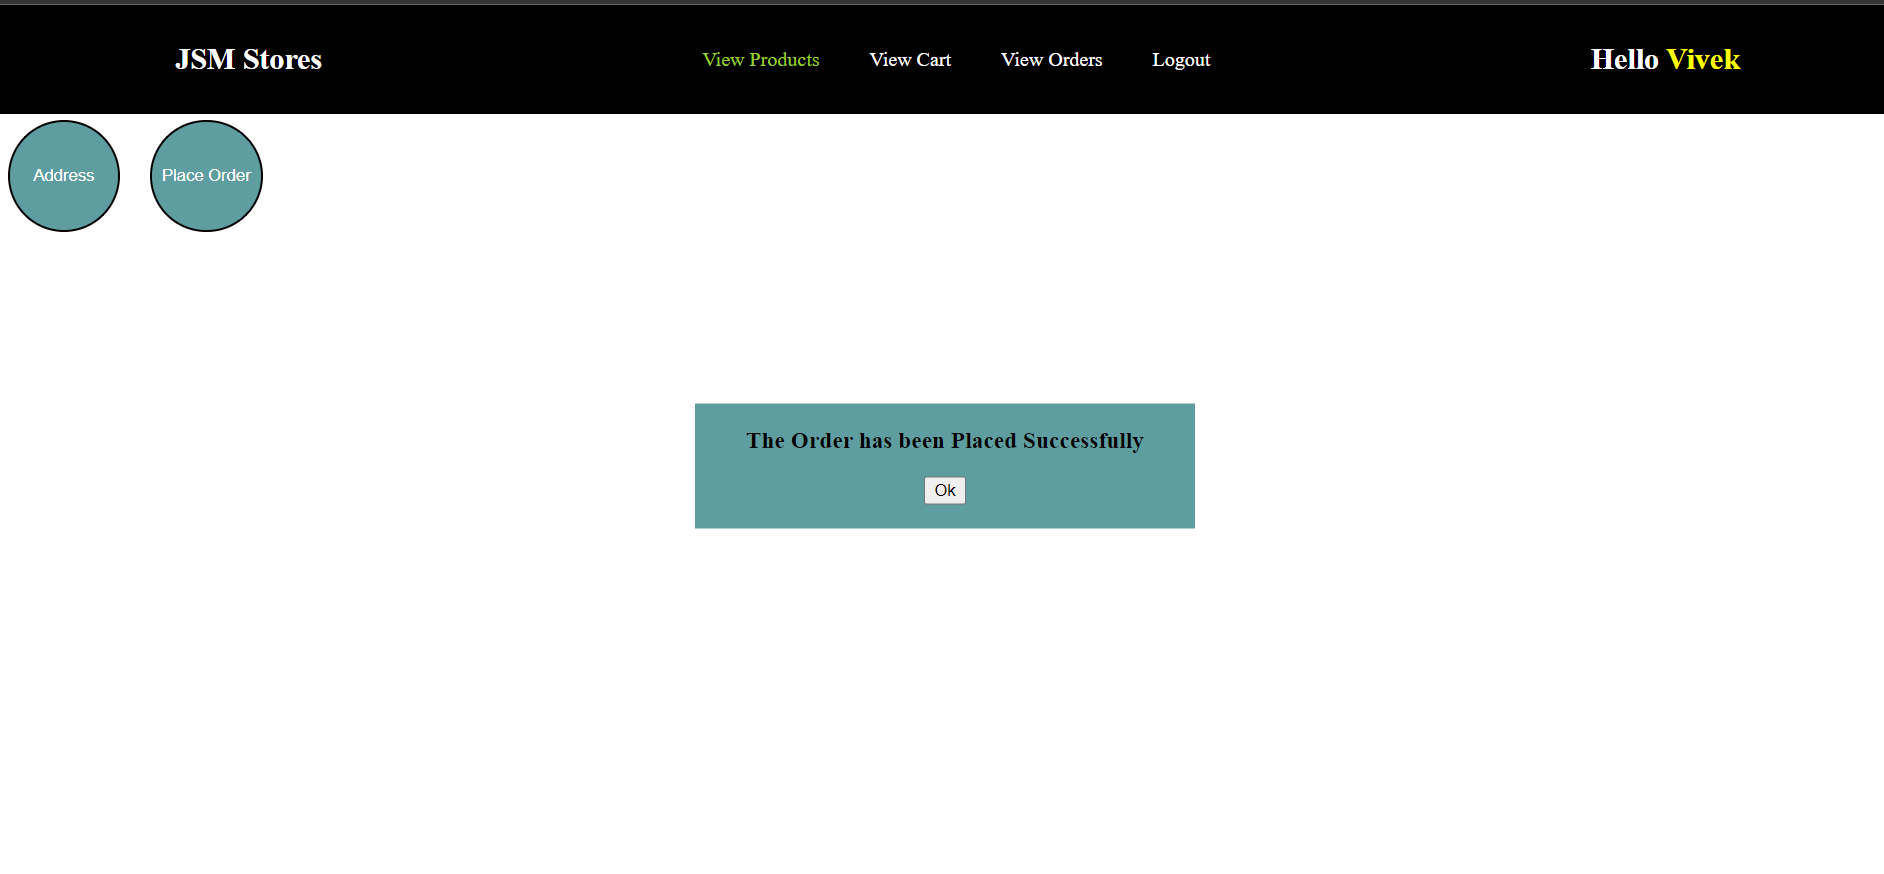 JSM Stores View Products View Cart View Orders Logout Hello Vivek
Address Place Order
The Order has been Placed Successfully
Ok